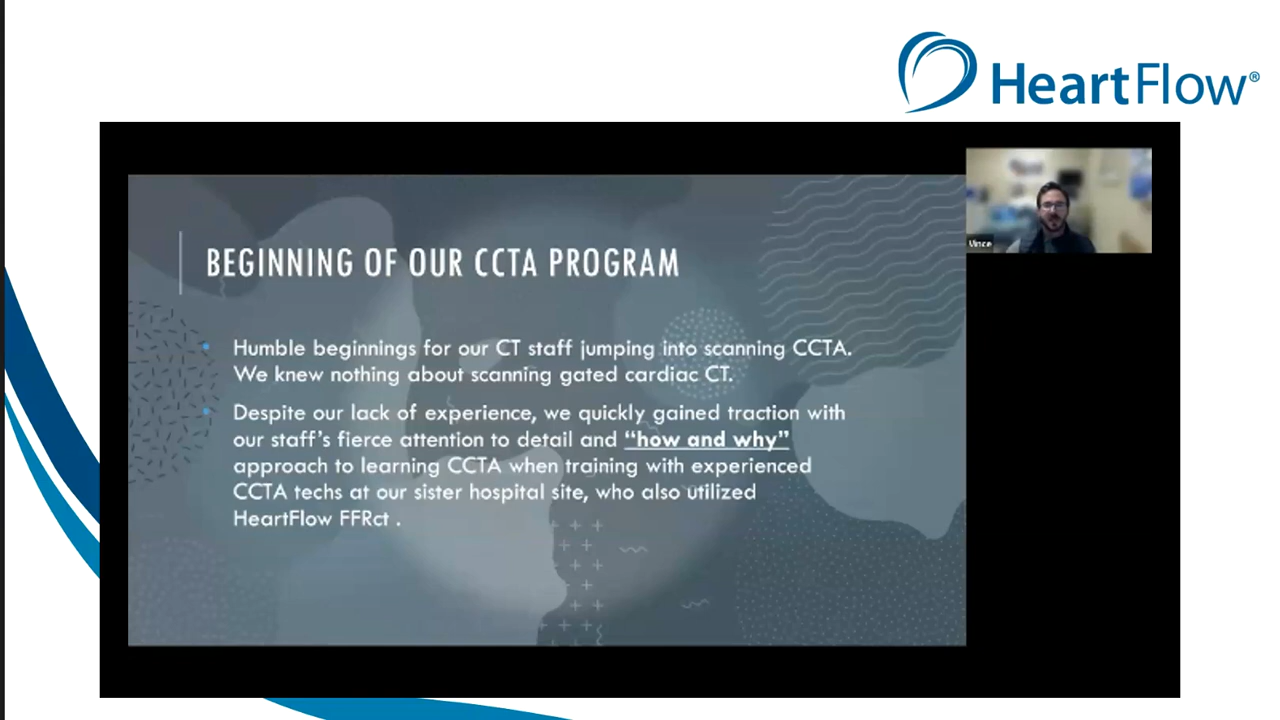 HeartFlow®
Vince
BEGINNING OF OUR CCTA PROGRAM
Humble beginnings for our CT staff jumping into scanning CCTA.
We knew nothing about scanning gated cardiac CT.
Despite our lack of experience, we quickly gained traction with
our staff's fierce attention to detail and “how and why”
approach to learning CCTA when training with experienced
CCTA techs at our sister hospital site, who also utilized
HeartFlow FFRct .